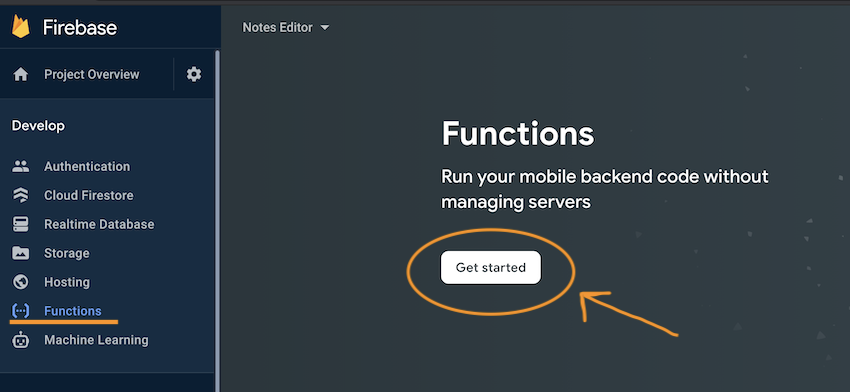 Firebase
Notes Editor
Project Overview
Develop
Authentication
Cloud Firestore
Realtime Database
Storage
Hosting
Functions
Machine Learning
Functions
Run your mobile backend code without
managing servers
Get started